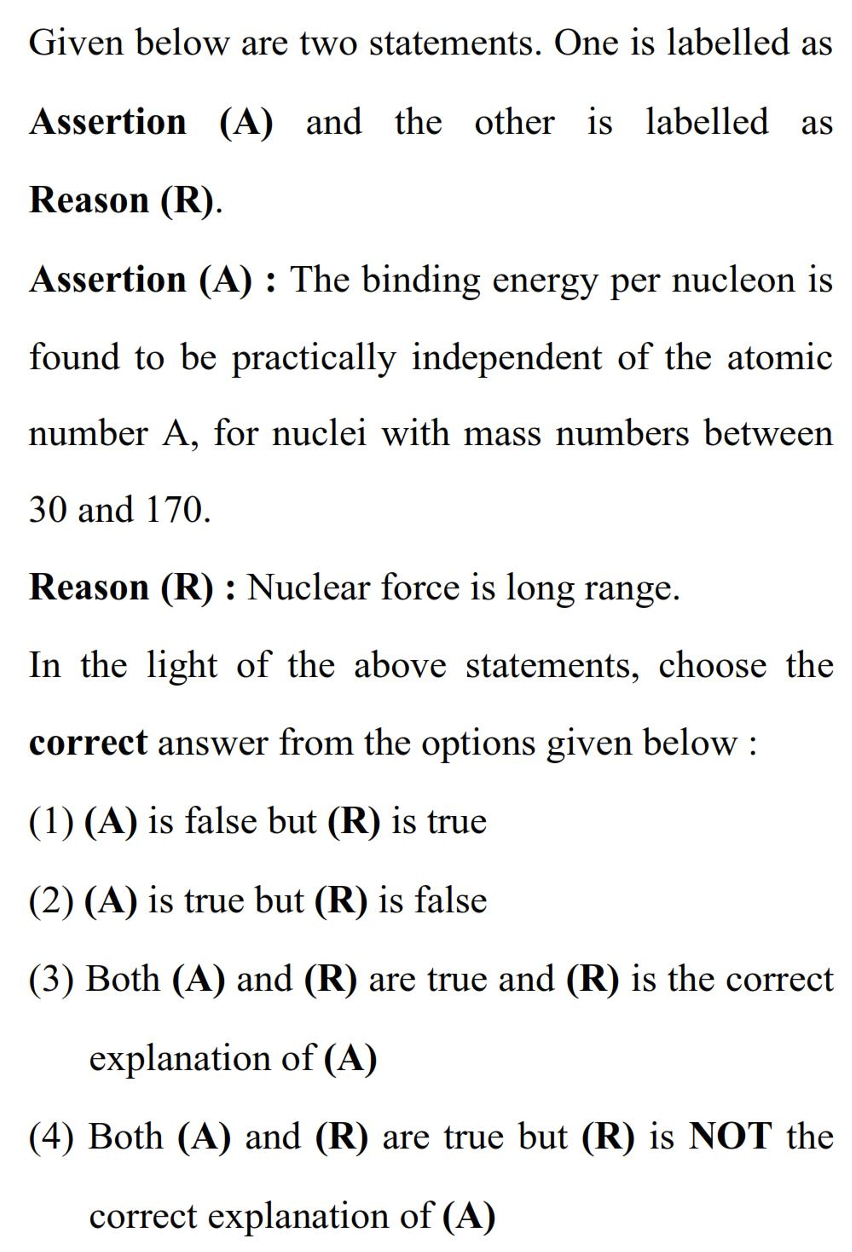 Given below are two statements. One is labelled as
Assertion (A) and the other is labelled as
Reason (R).
Assertion (A) : The binding energy per nucleon is
found to be practically independent of the atomic
number A, for nuclei with mass numbers between
30 and 170.
Reason (R) : Nuclear force is long range.
In the light of the above statements, choose the
correct answer from the options given below :
(1) (A) is false but (R) is true
(2) (A) is true but (R) is false
(3) Both (A) and (R) are true and (R) is the correct
explanation of (A)
(4) Both (A) and (R) are true but (R) is NOT the
correct explanation of (A)